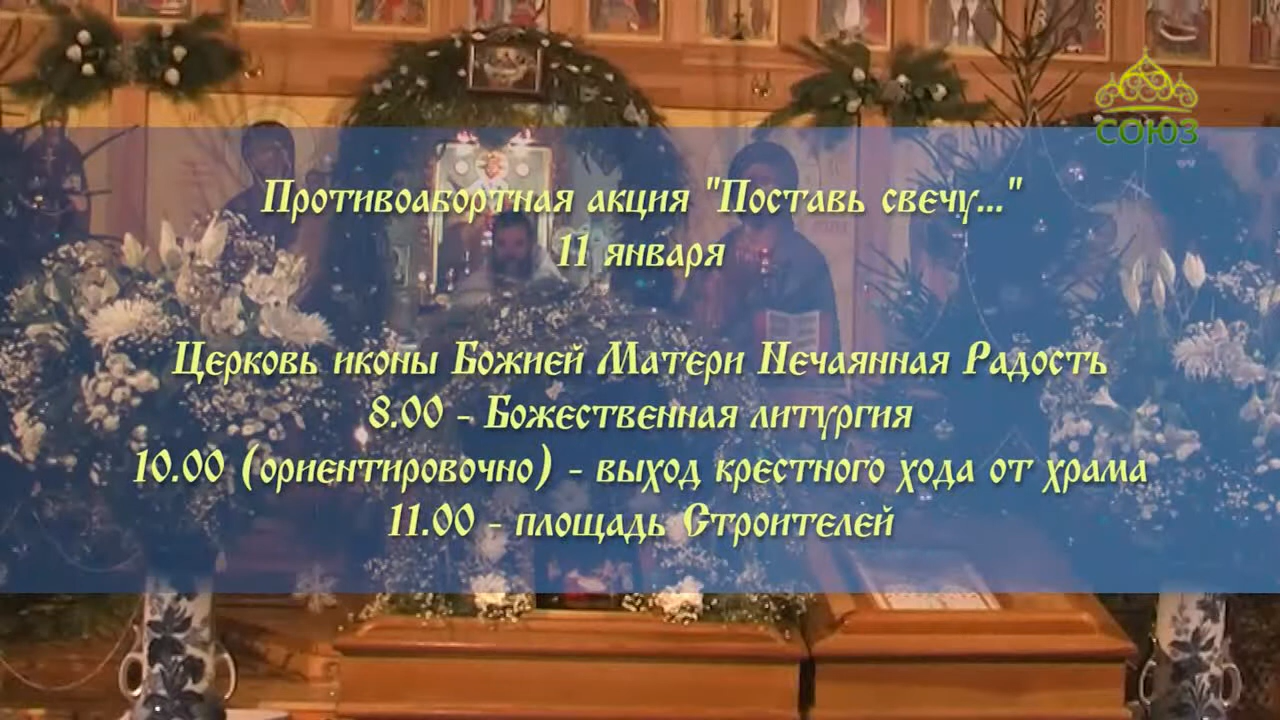 СОЮЗ
Противоабортная акция "Поставь свечу..."
11 января
Церковь иконы Божией Матери Нечаянная Радость
8.00 - Божественная литургия
10.00 (ориентировочно) - выход крестного хода от храма
11.00 - площадь Строителей